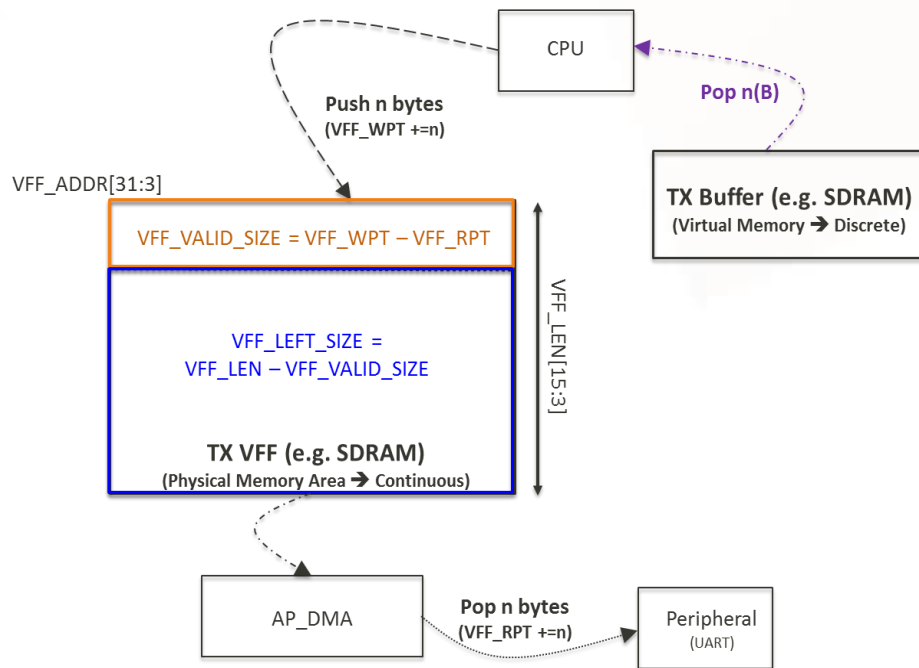 CPU
Pop n(B)
Push n bytes
(VFF_WPT +=n)
VFF_ADDR[31:3]
TX Buffer (e.g. SDRAM)
(Virtual Memory ➔ Discrete)
VFF_VALID_SIZE = VFF_WPT – VFF_RPT
VFF_LEN[15:3]
VFF_LEFT_SIZE =
VFF_LEN – VFF_VALID_SIZE
TX VFF (e.g. SDRAM)
(Physical Memory Area ➔ Continuous)
AP_DMA
Pop n bytes
(VFF_RPT +=n)
Peripheral
(UART)